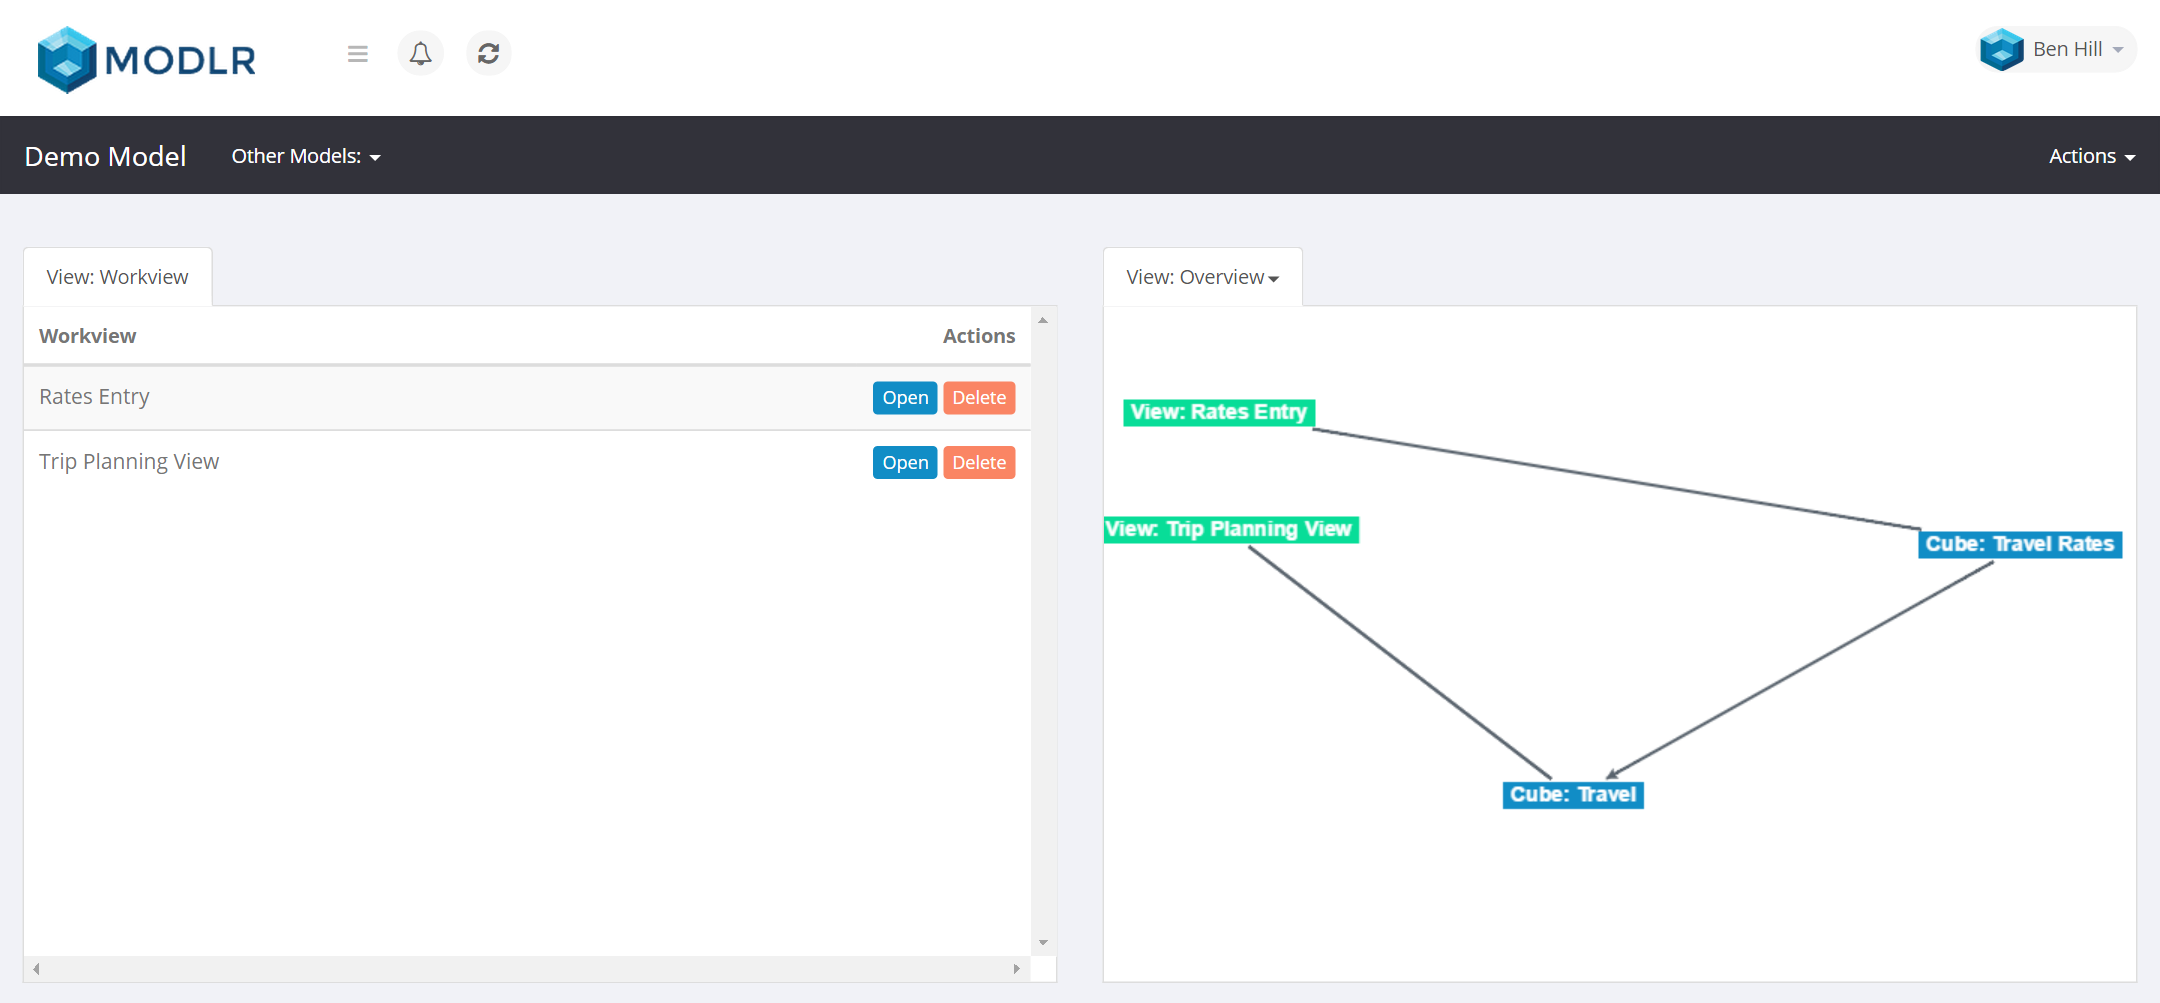 MODLR
Ben Hill
Demo Model
Other Models:
Actions
View: Workview
Workview
Actions
Rates Entry
Open
Delete
Trip Planning View
Open
Delete
View: Overview
View: Rates Entry
View: Trip Planning View
Cube: Travel Rates
Cube: Travel